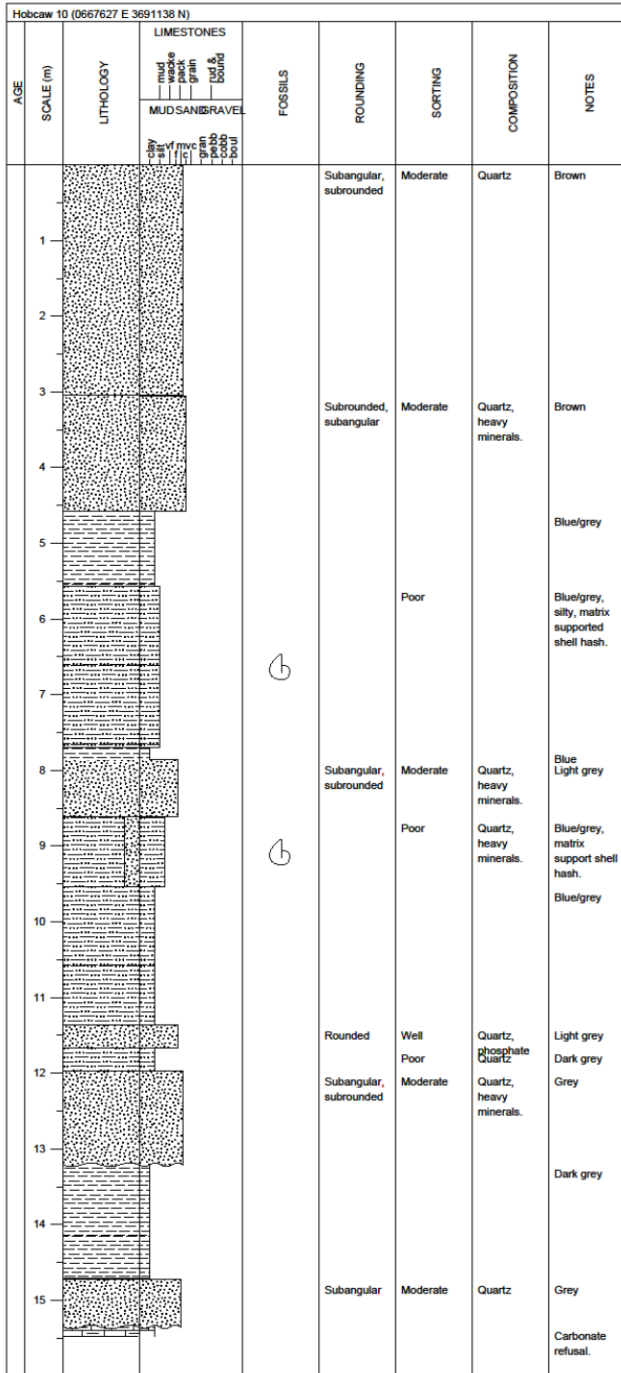 Hobcaw 10 (0667627 E 3691138 N)
AGE
SCALE (m)
LITHOLOGY
LIMESTONES
mud
wacke
pack
grain
rud &
bound
MUD SAND GRAVEL
clay
silt
vf
f
m
c
vc
gran
pebb
cobb
boul
FOSSILS
ROUNDING
SORTING
COMPOSITION
NOTES
Subangular, Moderate Quartz Brown
subrounded
1
2
3
Subrounded, Moderate Quartz, Brown
subangular heavy
minerals.
4
Blue/grey
5
Poor Blue/grey,
silty, matrix
supported
shell hash.
6
7
Blue
8 Subangular, Moderate Quartz, Light grey
subrounded heavy
minerals.
Poor Quartz, Blue/grey,
heavy matrix
minerals. support shell
hash.
9
Blue/grey
10
11
Rounded Well Quartz, Light grey
phosphate
Poor Quartz Dark grey
12 Subangular, Moderate Quartz, Grey
subrounded heavy
minerals.
13
Dark grey
14
15 Subangular Moderate Quartz Grey
Carbonate
refusal.